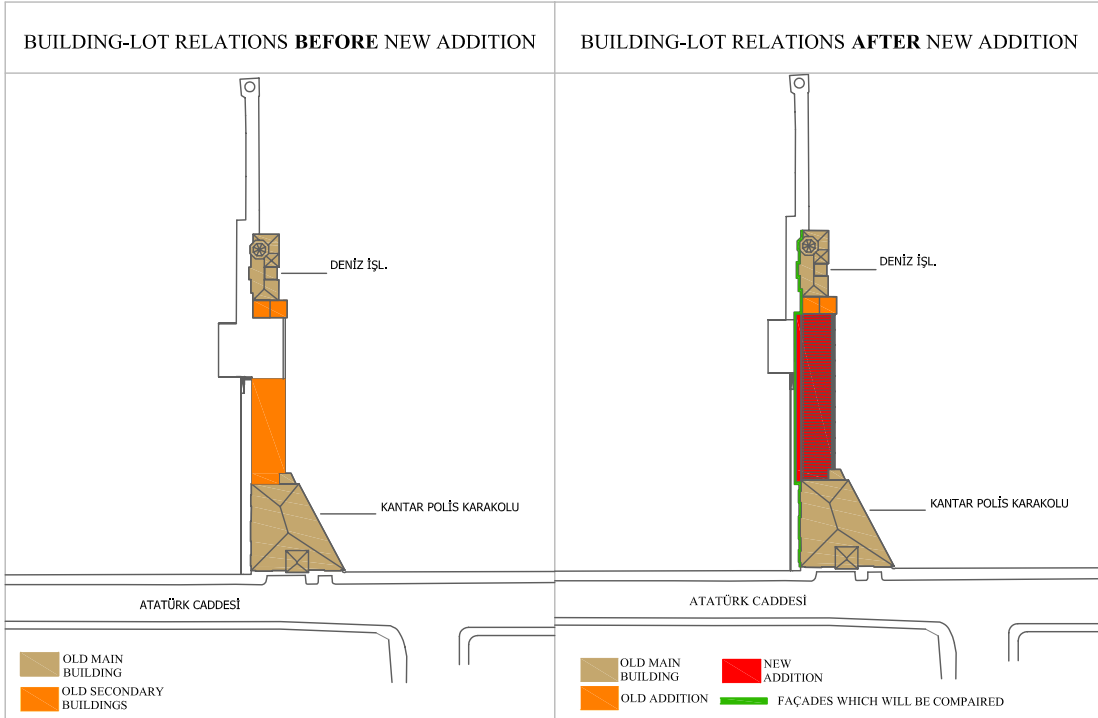 BUILDING-LOT RELATIONS BEFORE NEW ADDITION
DENİZ İŞL.
KANTAR POLİS KARAKOLU
ATATÜRK CADDESİ
OLD MAIN
BUILDING
OLD SECONDARY
BUILDINGS
BUILDING-LOT RELATIONS AFTER NEW ADDITION
DENİZ İŞL.
KANTAR POLİS KARAKOLU
ATATÜRK CADDESİ
OLD MAIN
BUILDING
NEW
ADDITION
OLD ADDITION
FAÇADES WHICH WILL BE COMPAIRED